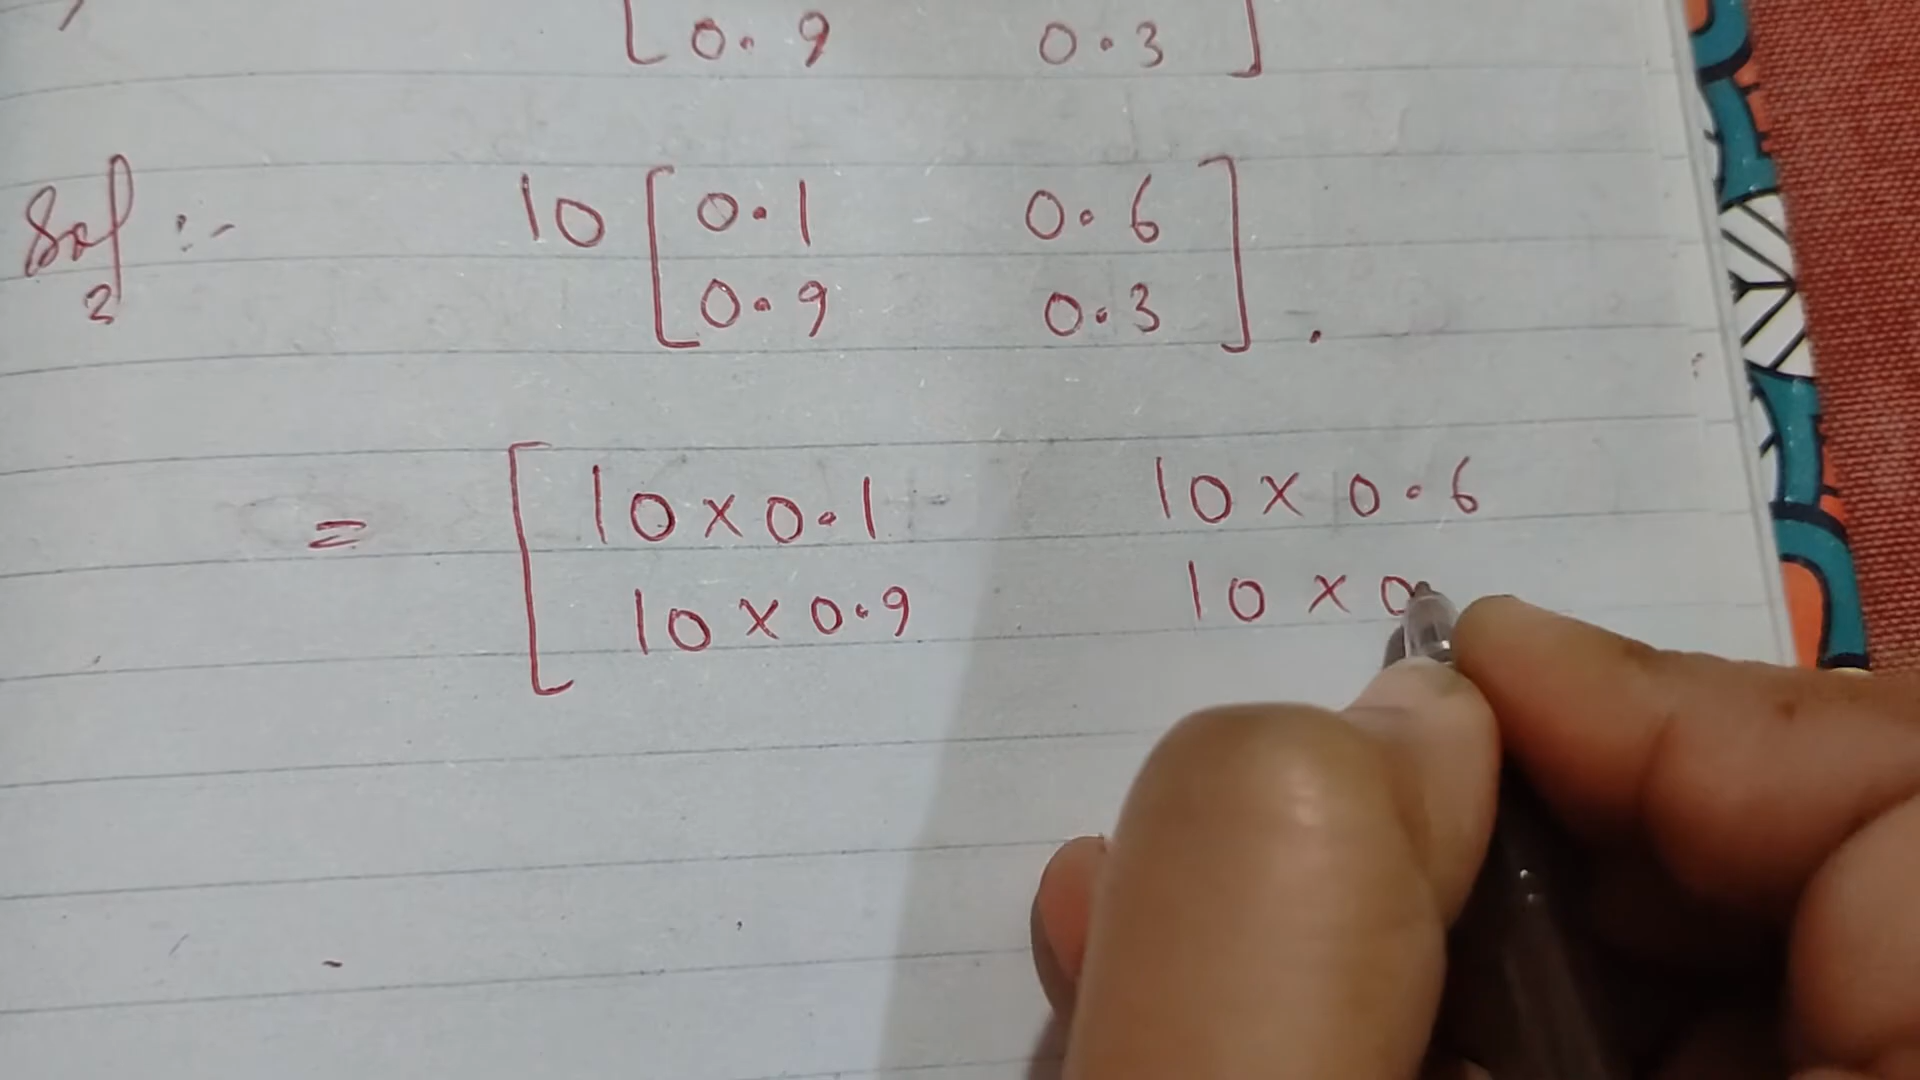 [ 0.9 0.3 ]
Sol :- 10 [ 0.1 0.6
0.9 0.3 ] .
= [ 10 × 0.1 10 × 0.6
10 × 0.9 10 × 0